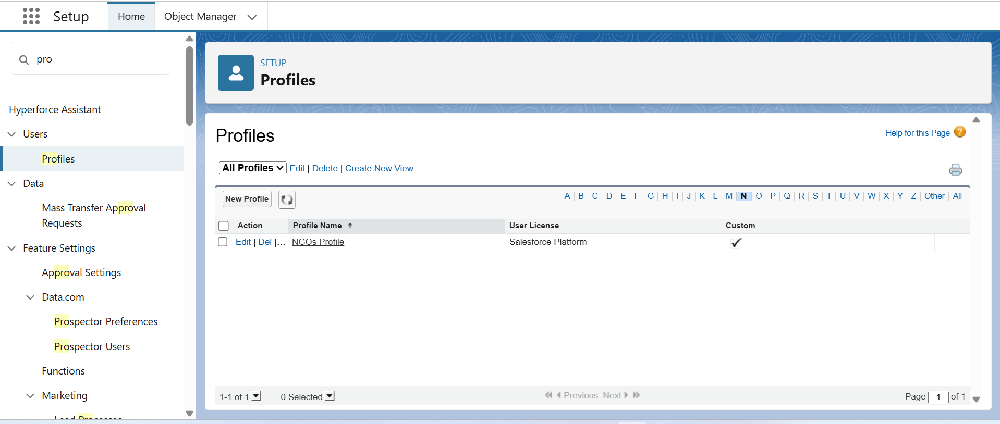 Setup
Home
Object Manager
pro
Hyperforce Assistant
Users
Profiles
Data
Mass Transfer Approval
Requests
Feature Settings
Approval Settings
Data.com
Prospector Preferences
Prospector Users
Functions
Marketing
Lead Processes
SETUP
Profiles
Profiles
Help for this Page ?
All Profiles Edit | Delete | Create New View
New Profile
A | B | C | D | E | F | G | H | I | J | K | L | M | N | O | P | Q | R | S | T | U | V | W | X | Y | Z | Other | All
Action Profile Name ↑ User License Custom
Edit | Del |... NGOs Profile Salesforce Platform ✓
1-1 of 1 0 Selected Previous Next Page 1 of 1